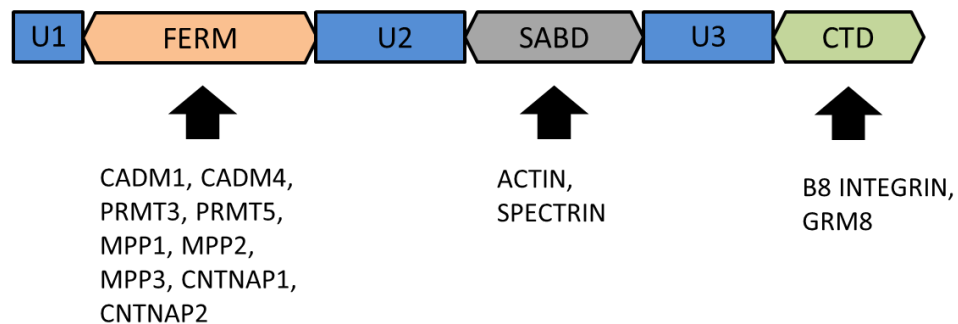 U1 FERM U2 SABD U3 CTD
CADM1, CADM4,
PRMT3, PRMT5,
MPP1, MPP2,
MPP3, CNTNAP1,
CNTNAP2
ACTIN,
SPECTRIN
B8 INTEGRIN,
GRM8